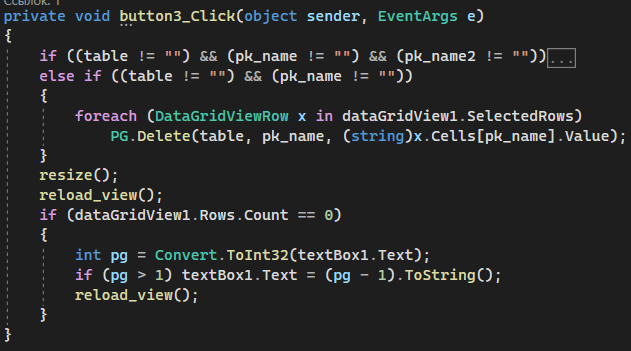 Ссылок: 1
private void button3_Click(object sender, EventArgs e)
{
    if ((table != "") && (pk_name != "") && (pk_name2 != ""))...
    else if ((table != "") && (pk_name != ""))
    {
        foreach (DataGridViewRow x in dataGridView1.SelectedRows)
            PG.Delete(table, pk_name, (string)x.Cells[pk_name].Value);
    }
    resize();
    reload_view();
    if (dataGridView1.Rows.Count == 0)
    {
        int pg = Convert.ToInt32(textBox1.Text);
        if (pg > 1) textBox1.Text = (pg - 1).ToString();
        reload_view();
    }
}